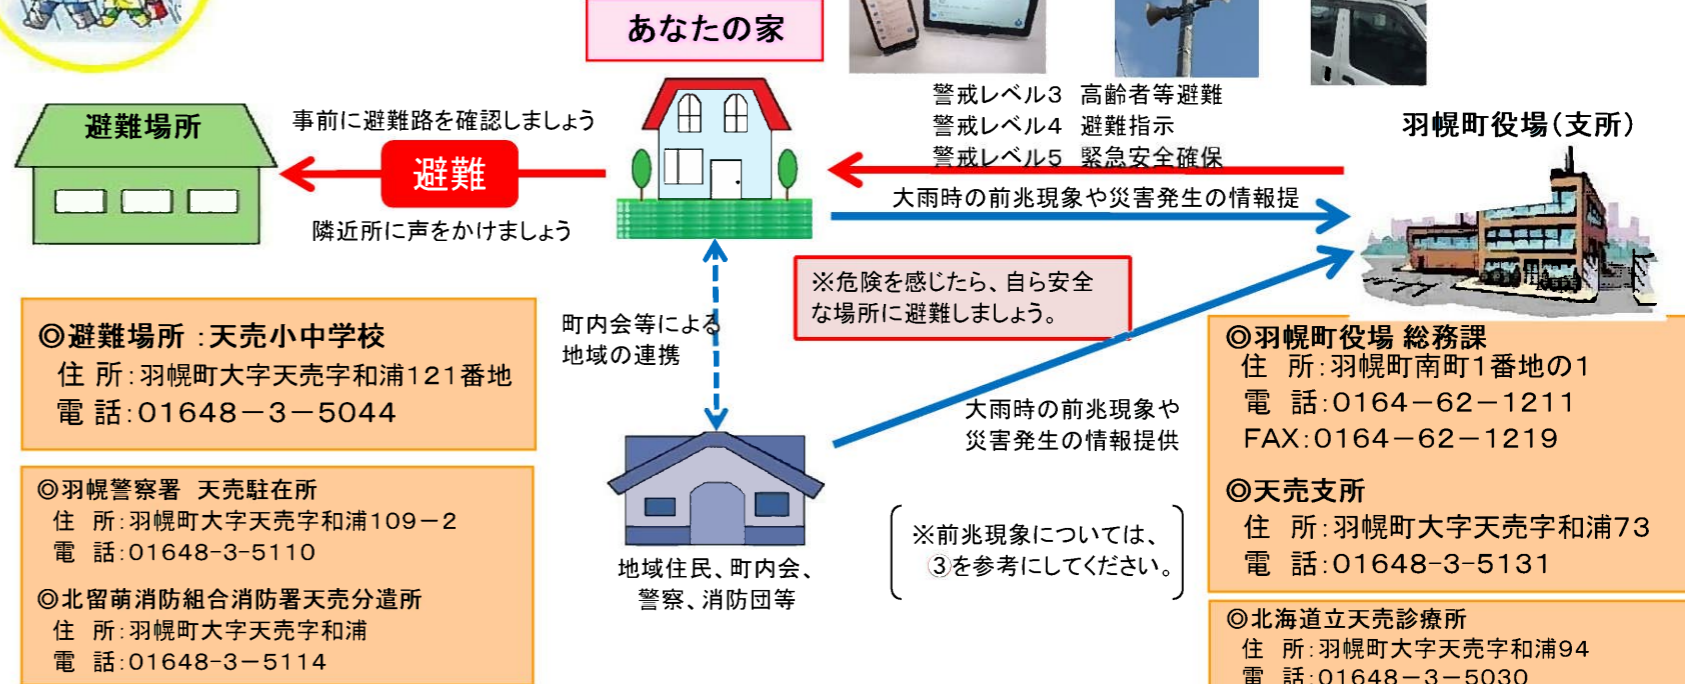 あなたの家
警戒レベル3 高齢者等避難
警戒レベル4 避難指示
警戒レベル5 緊急安全確保
大雨時の前兆現象や災害発生の情報提
羽幌町役場(支所)
避難場所
事前に避難路を確認しましょう
避難
隣近所に声をかけましょう
※危険を感じたら、自ら安全
な場所に避難しましょう。
町内会等による
地域の連携
大雨時の前兆現象や
災害発生の情報提供
地域住民、町内会、
警察、消防団等
※前兆現象については、
③を参考にしてください。
◎避難場所:天売小中学校
住 所:羽幌町大字天売字和浦121番地
電 話:01648-3-5044
◎羽幌警察署 天売駐在所
住 所:羽幌町大字天売字和浦109-2
電 話:01648-3-5110
◎北留萌消防組合消防署天売分遣所
住 所:羽幌町大字天売字和浦
電 話:01648-3-5114
◎羽幌町役場 総務課
住 所:羽幌町南町1番地の1
電 話:0164-62-1211
FAX:0164-62-1219
◎天売支所
住 所:羽幌町大字天売字和浦73
電 話:01648-3-5131
◎北海道立天売診療所
住 所:羽幌町大字天売字和浦94
電 話:01648-3-5030